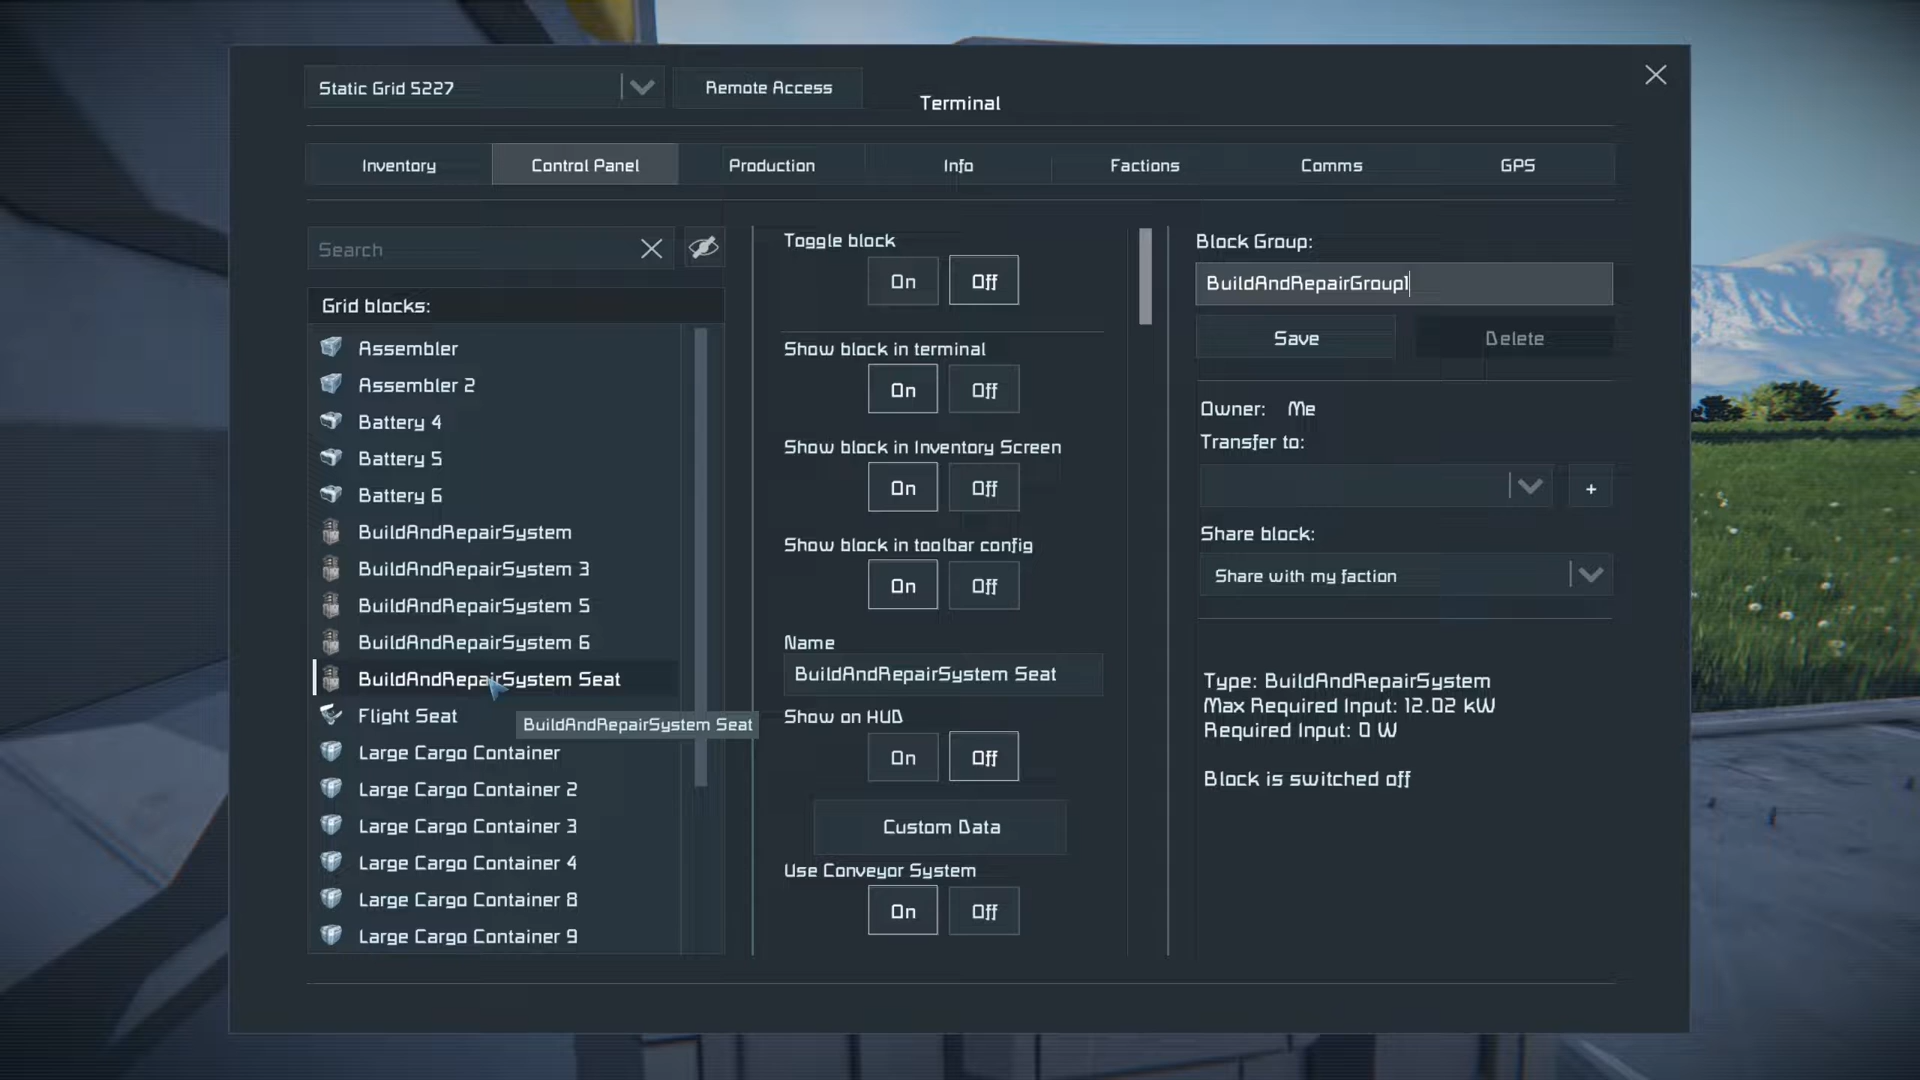 Static Grid 5227
Remote Access
Terminal
Inventory
Control Panel
Production
Info
Factions
Comms
GPS
Search
Grid blocks:
Assembler
Assembler 2
Battery 4
Battery 5
Battery 6
BuildAndRepairSystem
BuildAndRepairSystem 3
BuildAndRepairSystem 5
BuildAndRepairSystem 6
BuildAndRepairSystem Seat
Flight Seat
BuildAndRepairSystem Seat
Large Cargo Container
Large Cargo Container 2
Large Cargo Container 3
Large Cargo Container 4
Large Cargo Container 8
Large Cargo Container 9
Toggle block
On
Off
Show block in terminal
On
Off
Show block in Inventory Screen
On
Off
Show block in toolbar config
On
Off
Name
BuildAndRepairSystem Seat
Show on HUD
On
Off
Custom Data
Use Conveyor System
On
Off
Block Group:
BuildAndRepairGroup1
Save
Delete
Owner: Me
Transfer to:
+
Share block:
Share with my faction
Type: BuildAndRepairSystem
Max Required Input: 12.02 kW
Required Input: 0 W
Block is switched off